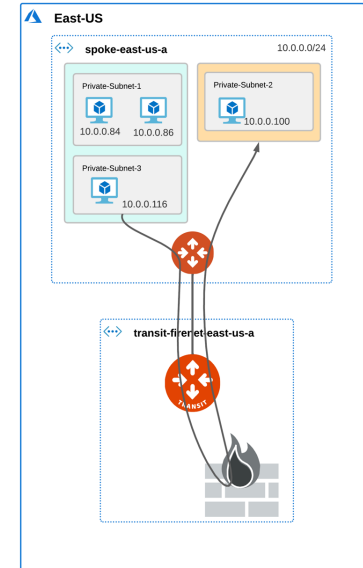 East-US
spoke-east-us-a
10.0.0.0/24
Private-Subnet-1
10.0.0.84
10.0.0.86
Private-Subnet-2
10.0.0.100
Private-Subnet-3
10.0.0.116
transit-firenet-east-us-a
TRANSIT